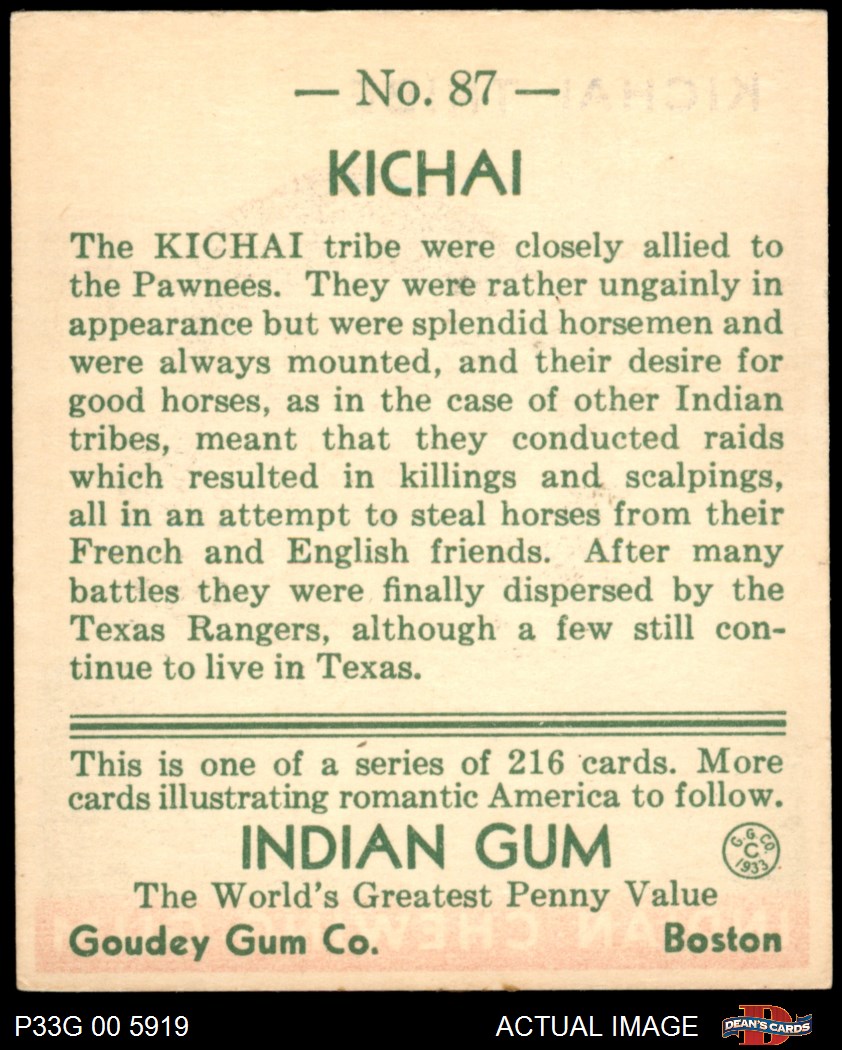 — No. 87 —
KICHAI
The KICHAI tribe were closely allied to
the Pawnees. They were rather ungainly in
appearance but were splendid horsemen and
were always mounted, and their desire for
good horses, as in the case of other Indian
tribes, meant that they conducted raids
which resulted in killings and scalpings,
all in an attempt to steal horses from their
French and English friends. After many
battles they were finally dispersed by the
Texas Rangers, although a few still con-
tinue to live in Texas.
This is one of a series of 216 cards. More
cards illustrating romantic America to follow.
INDIAN GUM
G. G. CO.
C
1933
The World's Greatest Penny Value
Goudey Gum Co. Boston
P33G 00 5919 ACTUAL IMAGE
D
DEAN'S CARDS